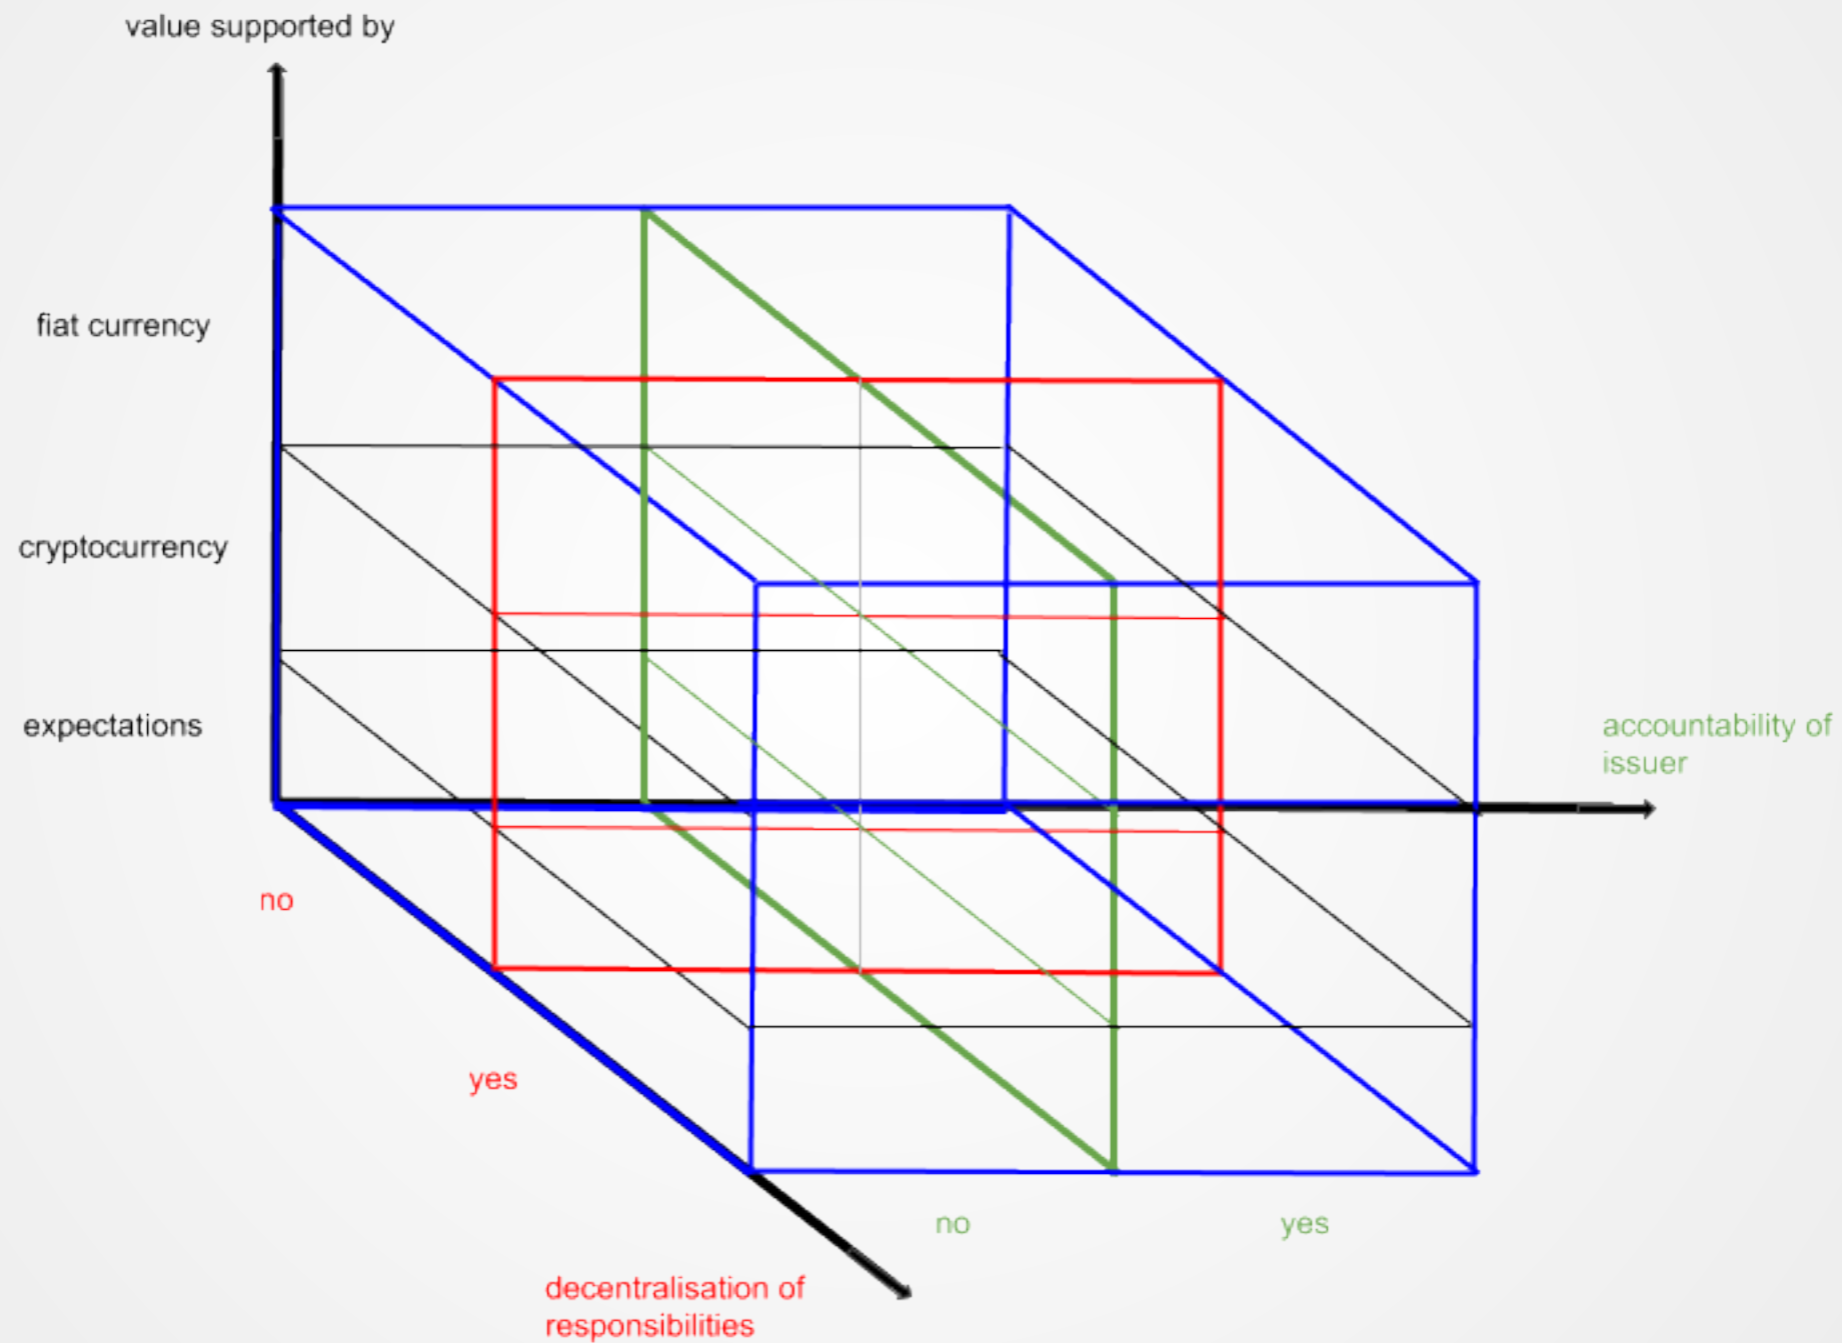 value supported by
fiat currency
cryptocurrency
expectations
accountability of
issuer
no
yes
no
yes
decentralisation of
responsibilities